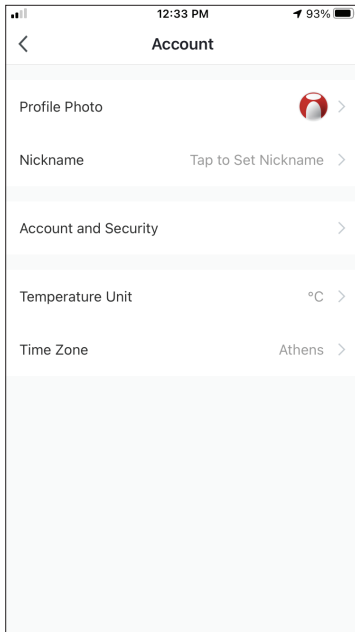 12:33 PM 93%
Account
Profile Photo
Nickname Tap to Set Nickname
Account and Security
Temperature Unit °C
Time Zone Athens